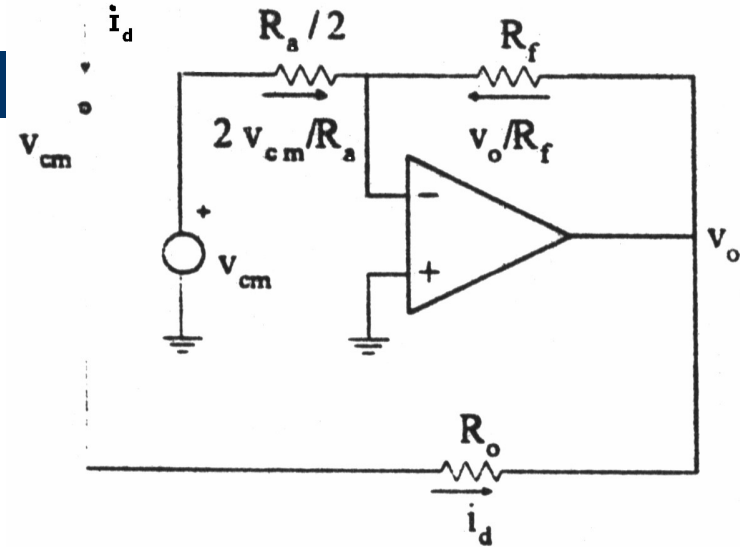 i_d
R_a / 2
R_f
2 v_cm/R_a
v_o/R_f
v_cm
+
v_cm
−
+
v_o
R_o
i_d